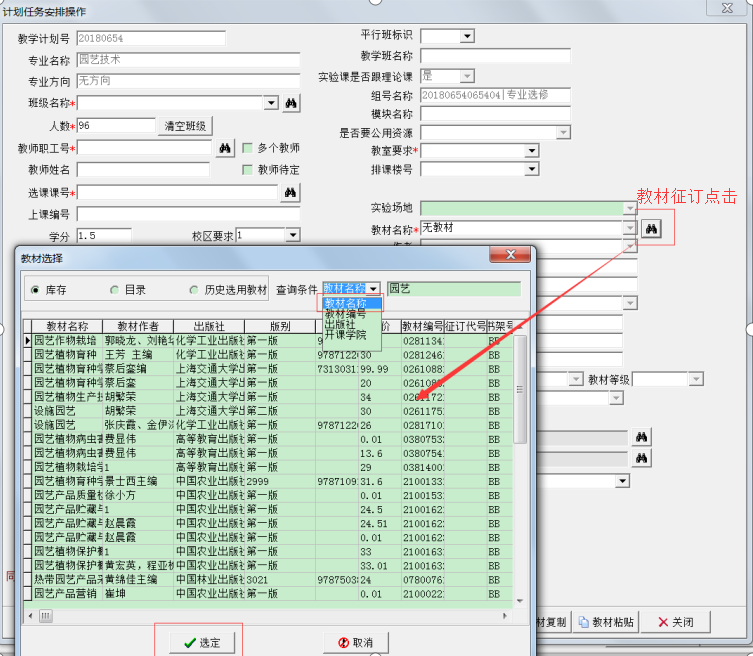 计划任务安排操作
教学计划号 20180654
专业名称 园艺技术
专业方向 无方向
班级名称*
人数* 96 清空班级
教师职工号* 多个教师
教师姓名 教师待定
选课课号*
上课编号
学分 1.5 校区要求 1
平行班标识
教学班名称
实验课是否跟理论课 是
组号名称 20180654065404|专业选修
模块名称
是否要公用资源
教室要求*
排课楼号
教材征订点击
实验场地
教材名称* 无教材
教材等级
教材选择
库存 目录 历史选用教材 查询条件 教材名称 园艺
教材名称
教材编号
出版社
开课学院
教材名称 教材作者 出版社 版别 价 教材编号 征订代号 书架号
园艺作物栽培 郭晓龙、刘艳 化学工业出版 第一版 0281134 BB
园艺植物育种 王芳 主编 化学工业出版 第一版 9787122 30 0281246 BB
园艺植物育种学 蔡后銮编 上海交通大学出 第一版 7313031 99.99 0261088 BB
园艺植物育种 蔡后銮 上海交通大学出 第一版 20 026108 BB
园艺植物生产 胡繁荣 上海交通大学出 第一版 34 0261172 BB
设施园艺 胡繁荣 上海交通大学出 第二版 30 0261175 BB
设施园艺 张庆霞、金伊 化学工业出版社 第一版 9787122 26 0281710 BB
园艺植物病虫害 费显伟 高等教育出版社 第一版 0.01 0380753 BB
园艺植物病虫害 费显伟 高等教育出版社 第一版 13.6 0380754 BB
园艺植物栽培学 1 高等教育出版社 第一版 29 0381400 BB
园艺植物育种学 景士西主编 中国农业出版社 2999 9787109 31.6 2100133 BB
园艺产品质量 徐小方 中国农业出版社 第一版 0.01 2100153 BB
园艺产品贮藏 1 中国农业出版社 第一版 24.5 2100162 BB
园艺产品贮藏 赵晨霞 中国农业出版社 第一版 24.51 2100162 BB
园艺产品贮藏 赵晨霞 中国农业出版社 第一版 0.01 2100162 BB
园艺植物保护 1 中国农业出版社 第一版 33 2100163 BB
园艺植物保护 黄宏英,程亚 中国农业出版社 第一版 33.01 2100163 BB
热带园艺产品 黄绵佳主编 中国林业出版社 3021 9787503 24 0780076 BB
园艺产品营销 崔坤 中国农业出版社 第一版 0.01 2100022 BB
选定 取消
同
材复制 教材粘贴 关闭